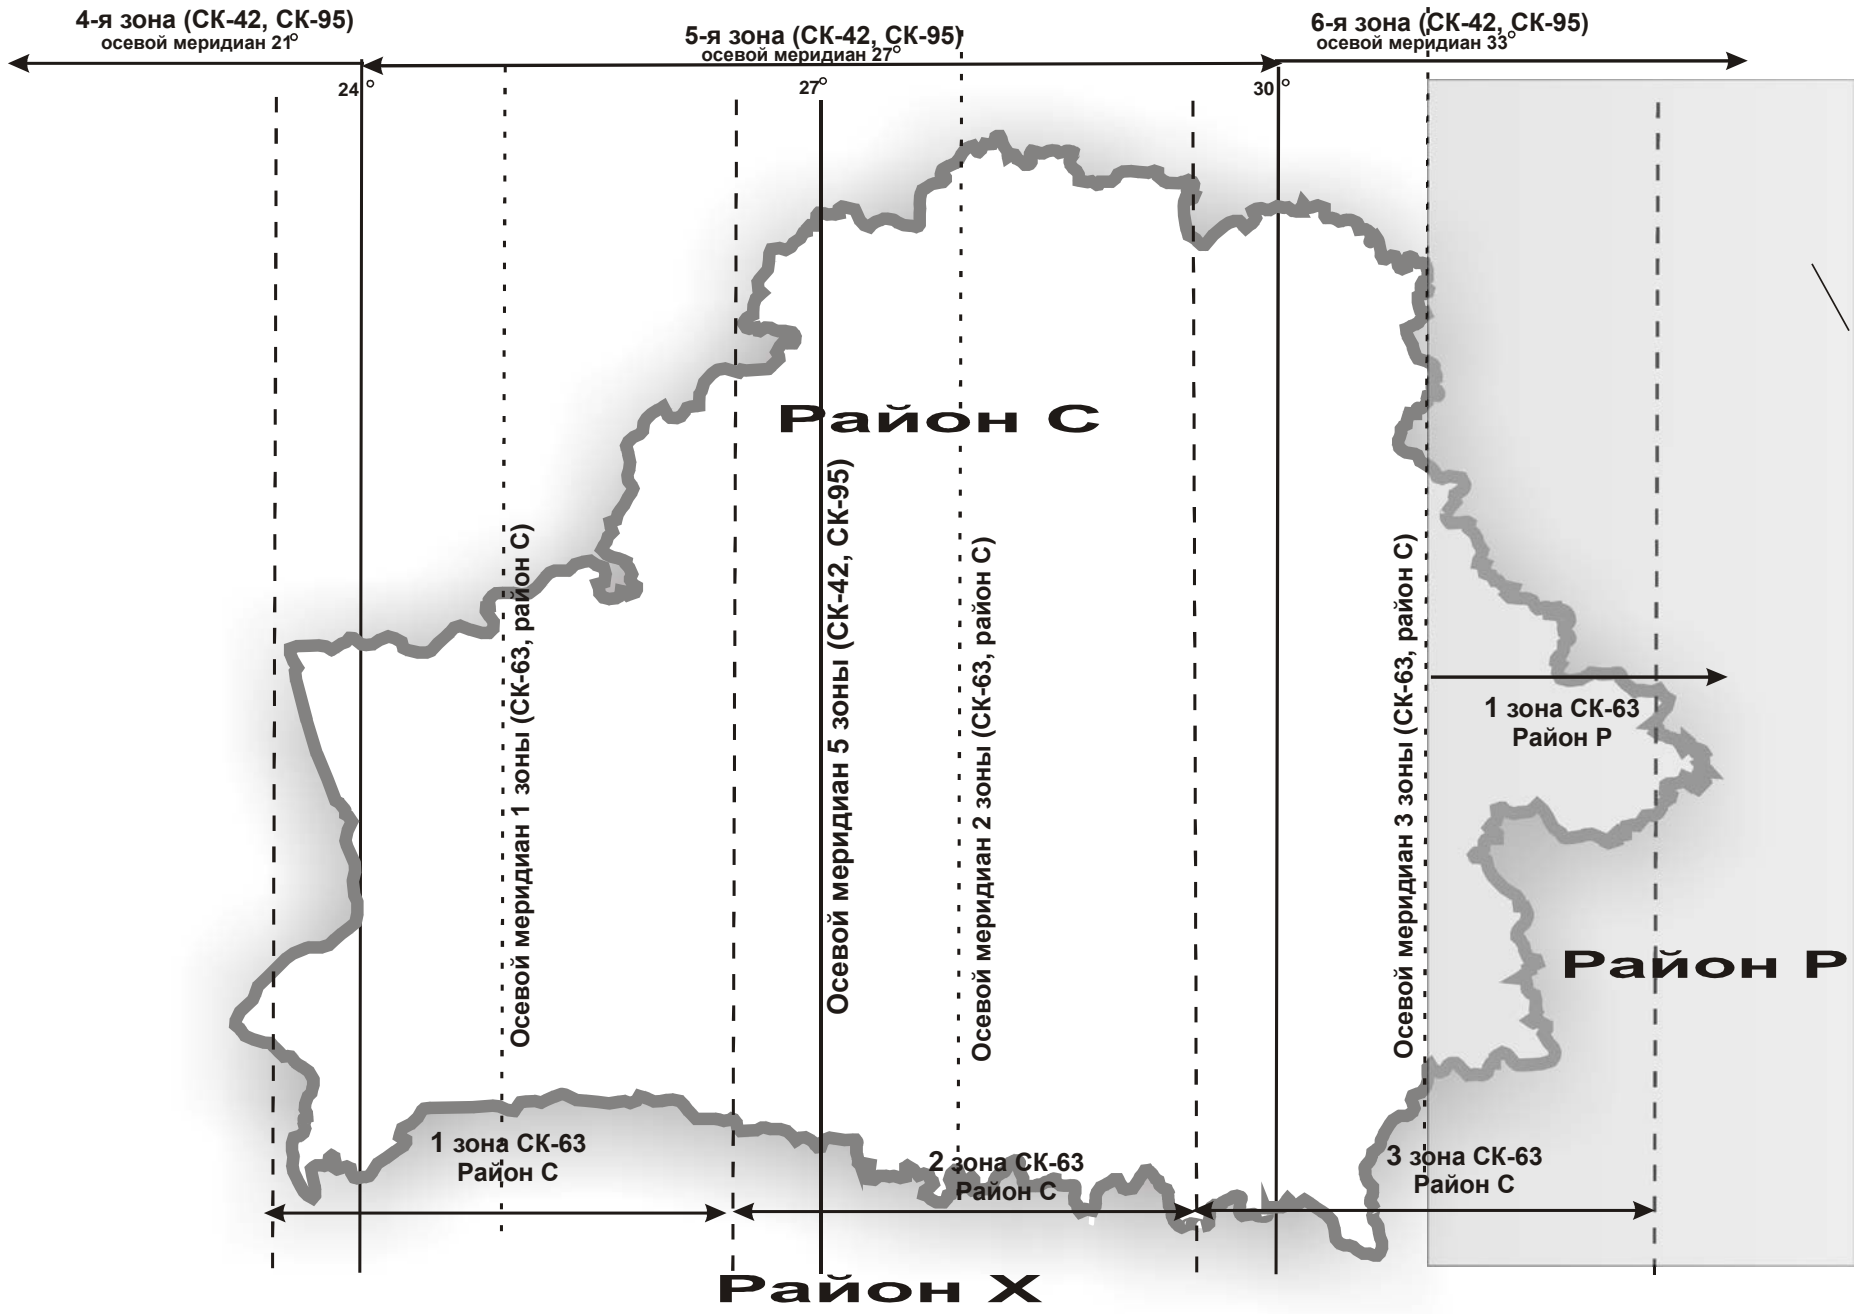 4-я зона (СК-42, СК-95)
осевой меридиан 21°
5-я зона (СК-42, СК-95)
осевой меридиан 27°
6-я зона (СК-42, СК-95)
осевой меридиан 33°
24°
27°
30°
Район С
Осевой меридиан 1 зоны (СК-63, район С)
Осевой меридиан 5 зоны (СК-42, СК-95)
Осевой меридиан 2 зоны (СК-63, район С)
Осевой меридиан 3 зоны (СК-63, район С)
1 зона СК-63
Район Р
Район Р
1 зона СК-63
Район С
2 зона СК-63
Район С
3 зона СК-63
Район С
Район Х